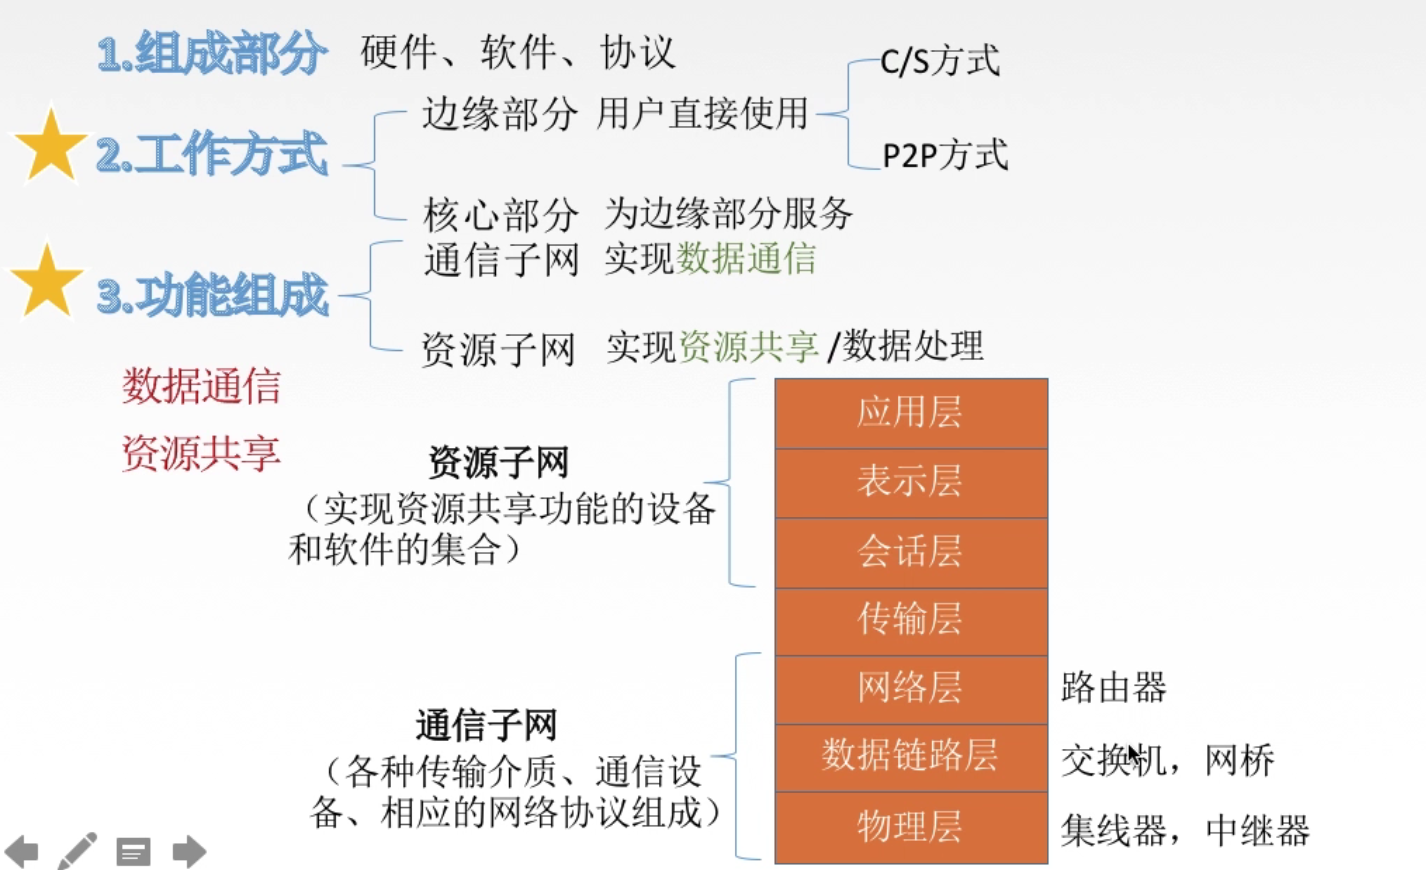 1.组成部分 硬件、软件、协议
C/S方式
边缘部分 用户直接使用
2.工作方式
P2P方式
核心部分 为边缘部分服务
通信子网 实现数据通信
3.功能组成
资源子网 实现资源共享/数据处理
数据通信
资源共享
资源子网
(实现资源共享功能的设备
和软件的集合)
应用层
表示层
会话层
传输层
网络层 路由器
通信子网
(各种传输介质、通信设
备、相应的网络协议组成)
数据链路层 交换机，网桥
物理层 集线器，中继器